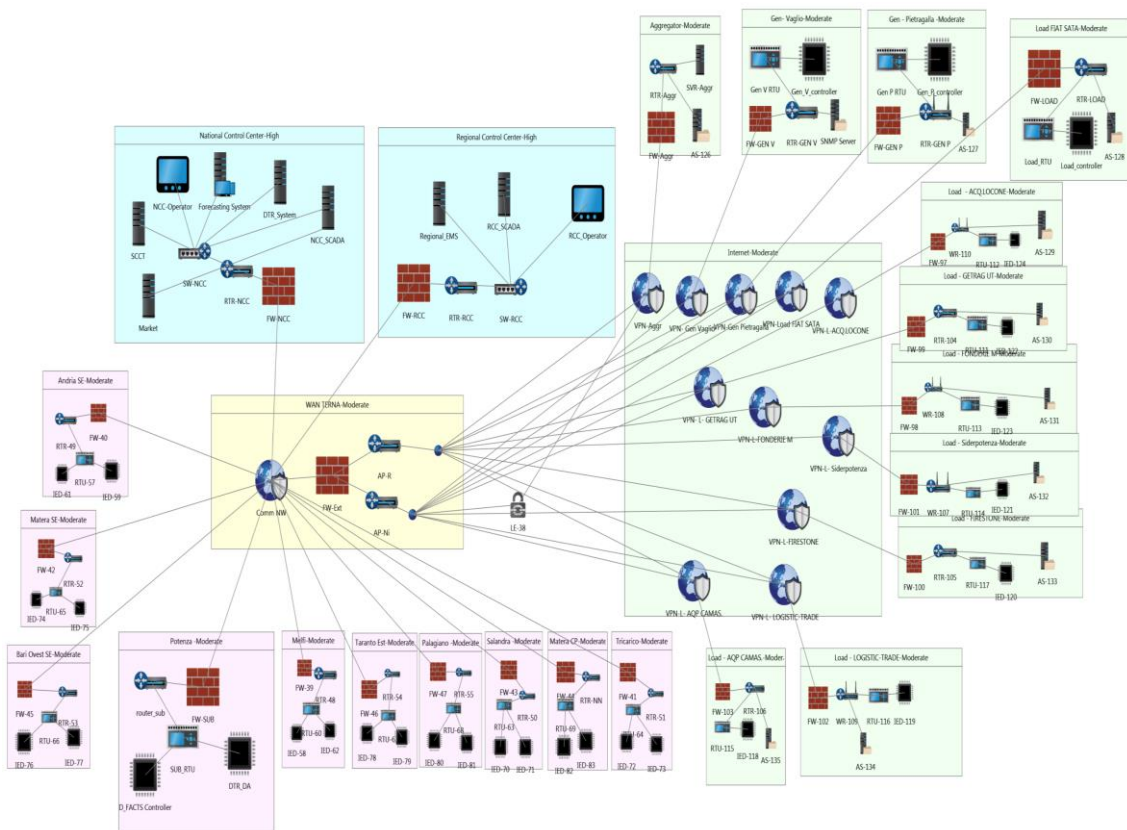 Aggregator-Moderate
RTR-Aggr
SVR-Aggr
FW-Aggr
AS-126
Gen- Vaglio-Moderate
Gen V RTU
Gen_V_controller
FW-GEN V
RTR-GEN V
SNMP Server
Gen - Pietragalla -Moderate
Gen P RTU
Gen_P_controller
FW-GEN P
RTR-GEN P
AS-127
Load FIAT SATA-Moderate
FW-LOAD
RTR-LOAD
Load_RTU
Load_controller
AS-128
National Control Center-High
NCC-Operator
Forecasting System
DTR_System
NCC_SCADA
SCCT
SW-NCC
RTR-NCC
Market
FW-NCC
Regional Control Center-High
Regional_EMS
RCC_SCADA
RCC_Operator
FW-RCC
RTR-RCC
SW-RCC
Load - ACQ.LOCONE-Moderate
FW-97
WR-110
RTU-112
IED-124
AS-129
Internet-Moderate
VPN-Aggr
VPN- Gen Vaglio
VPN-Gen Pietragalla
VPN-Load FIAT SATA
VPN-L-ACQ.LOCONE
VPN-L- GETRAG UT
VPN-L-FONDERIE M
VPN-L- Siderpotenza
VPN-L-FIRESTONE
VPN-L- AQP CAMAS.
VPN-L- LOGISTIC-TRADE
Load - GETRAG UT-Moderate
FW-99
RTR-104
RTU-111
IED-122
AS-130
Load - FONDERIE M-Moderate
FW-98
WR-108
RTU-113
IED-123
AS-131
Load - Siderpotenza-Moderate
FW-101
WR-107
RTU-114
IED-121
AS-132
Load - FIRESTONE-Moderate
FW-100
RTR-105
RTU-117
IED-120
AS-133
Andria SE-Moderate
FW-40
RTR-49
RTU-57
IED-61
IED-59
WAN TERNA-Moderate
Comm NW
FW-Ext
AP-R
AP-Ni
LE-38
Matera SE-Moderate
FW-42
RTR-52
RTU-65
IED-74
IED-75
Bari Ovest SE-Moderate
FW-45
RTR-53
RTU-66
IED-76
IED-77
Potenza -Moderate
router_sub
FW-SUB
SUB_RTU
D_FACTS Controller
DTR_DA
Melfi-Moderate
FW-39
RTR-48
RTU-60
IED-58
IED-62
Taranto Est-Moderate
RTR-54
FW-46
IED-78
IED-79
Palagiano -Moderate
FW-47
RTR-55
RTU-68
IED-80
IED-81
Salandra -Moderate
FW-43
RTR-50
RTU-63
IED-70
IED-71
Matera CP-Moderate
FW-44
RTR-NN
RTU-69
IED-82
IED-83
Tricarico-Moderate
FW-41
RTR-51
RTU-64
IED-72
IED-73
Load - AQP CAMAS.-Moder.
FW-103
RTR-106
RTU-115
IED-118
AS-135
Load - LOGISTIC-TRADE-Moderate
FW-102
WR-109
RTU-116
IED-119
AS-134